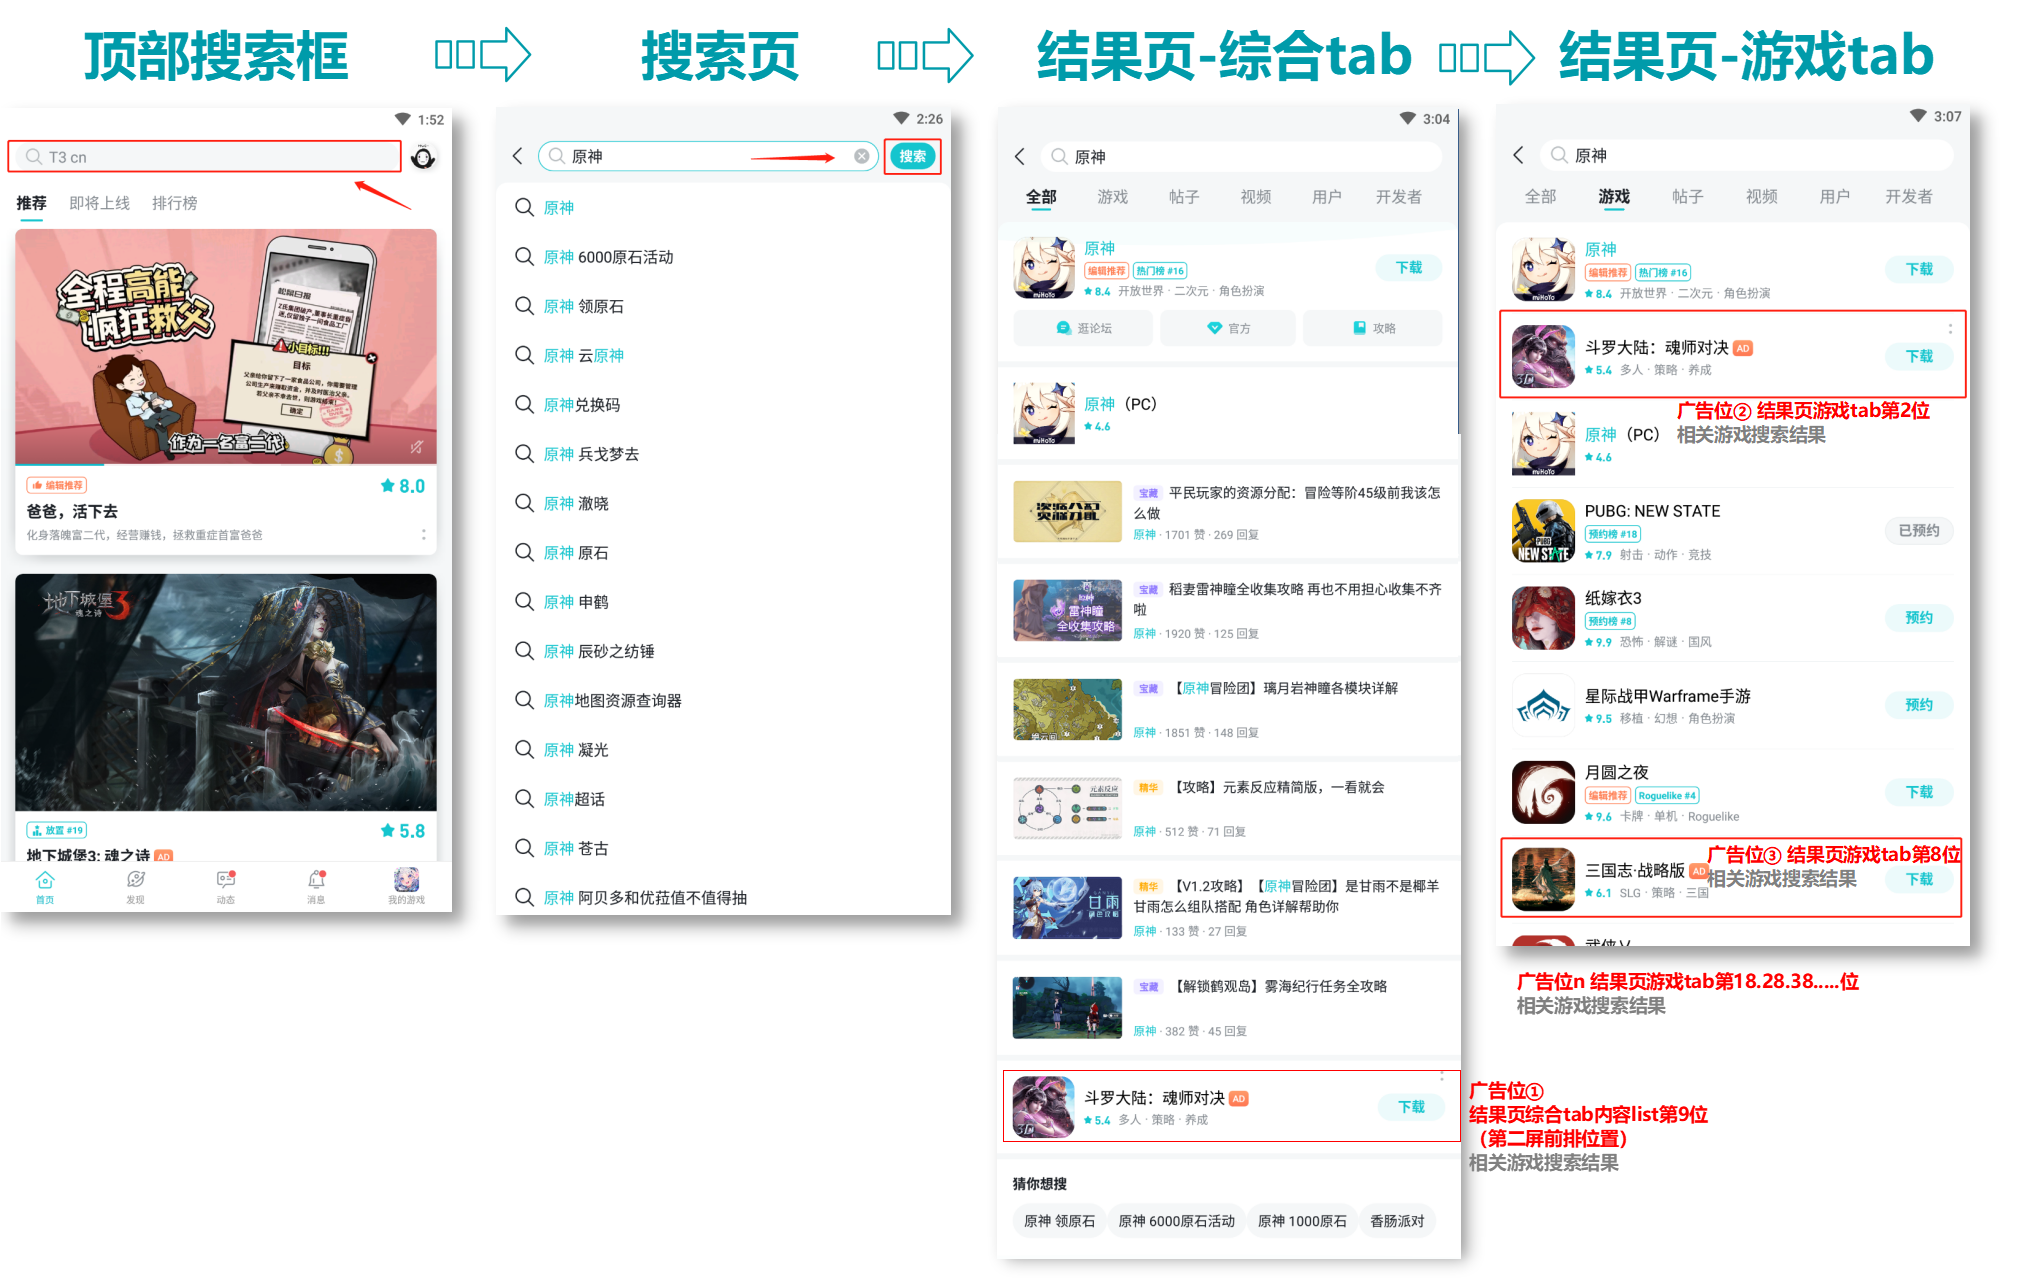 顶部搜索框
搜索页
结果页-综合tab
结果页-游戏tab
1:52
T3 cn
推荐 即将上线 排行榜
全程高能
疯狂救父
小目标!!!
目标
确定
作为一名富二代
编辑推荐
8.0
爸爸，活下去
化身落魄富二代，经营赚钱，拯救重症首富爸爸
地下城堡3
魂之诗
放置 #19
5.8
地下城堡3: 魂之诗 AD
首页 发现 动态 消息 我的游戏
2:26
原神
搜索
原神
原神 6000原石活动
原神 领原石
原神 云原神
原神兑换码
原神 兵戈梦去
原神 澈晓
原神 原石
原神 申鹤
原神 辰砂之纺锤
原神地图资源查询器
原神 凝光
原神超话
原神 苍古
原神 阿贝多和优菈值不值得抽
3:04
原神
全部 游戏 帖子 视频 用户 开发者
miHoYo
原神
编辑推荐 热门榜 #16
8.4 开放世界 · 二次元 · 角色扮演
下载
逛论坛 官方 攻略
miHoYo
原神（PC）
4.6
宝藏 平民玩家的资源分配：冒险等阶45级前我该怎
么做
原神 · 1701 赞 · 269 回复
原神
雷神瞳
全收集攻略
宝藏 稻妻雷神瞳全收集攻略 再也不用担心收集不齐
啦
原神 · 1920 赞 · 125 回复
宝藏 【原神冒险团】璃月岩神瞳各模块详解
原神 · 1851 赞 · 148 回复
元素反应
精华 【攻略】元素反应精简版，一看就会
原神 · 512 赞 · 71 回复
甘雨
精华 【V1.2攻略】【原神冒险团】是甘雨不是椰羊
甘雨怎么组队搭配 角色详解帮助你
原神 · 133 赞 · 27 回复
宝藏 【解锁鹤观岛】雾海纪行任务全攻略
原神 · 382 赞 · 45 回复
3D
斗罗大陆：魂师对决 AD
5.4 多人 · 策略 · 养成
下载
猜你想搜
原神 领原石 原神 6000原石活动 原神 1000原石 香肠派对
广告位①
结果页综合tab内容list第9位
（第二屏前排位置）
相关游戏搜索结果
3:07
原神
全部 游戏 帖子 视频 用户 开发者
miHoYo
原神
编辑推荐 热门榜 #16
8.4 开放世界 · 二次元 · 角色扮演
下载
3D
斗罗大陆：魂师对决 AD
5.4 多人 · 策略 · 养成
下载
广告位② 结果页游戏tab第2位
相关游戏搜索结果
miHoYo
原神（PC）
4.6
PUBG
NEW STATE
PUBG: NEW STATE
预约榜 #18
7.9 射击 · 动作 · 竞技
已预约
纸嫁衣3
预约榜 #8
9.9 恐怖 · 解谜 · 国风
预约
星际战甲Warframe手游
9.5 移植 · 幻想 · 角色扮演
预约
月圆之夜
编辑推荐 Roguelike #4
9.6 卡牌 · 单机 · Roguelike
下载
三国志·战略版 AD
6.1 SLG · 策略 · 三国
下载
广告位③ 结果页游戏tab第8位
相关游戏搜索结果
广告位n 结果页游戏tab第18.28.38.....位
相关游戏搜索结果